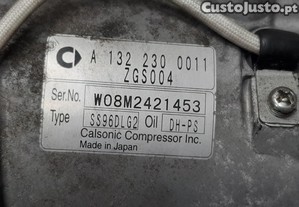 CustoJusto
A 132 230 0011
ZGS004
Ser.No. W08M2421453
Type SS96DLG2 Oil DH-PS
Calsonic Compressor Inc.
Made in Japan